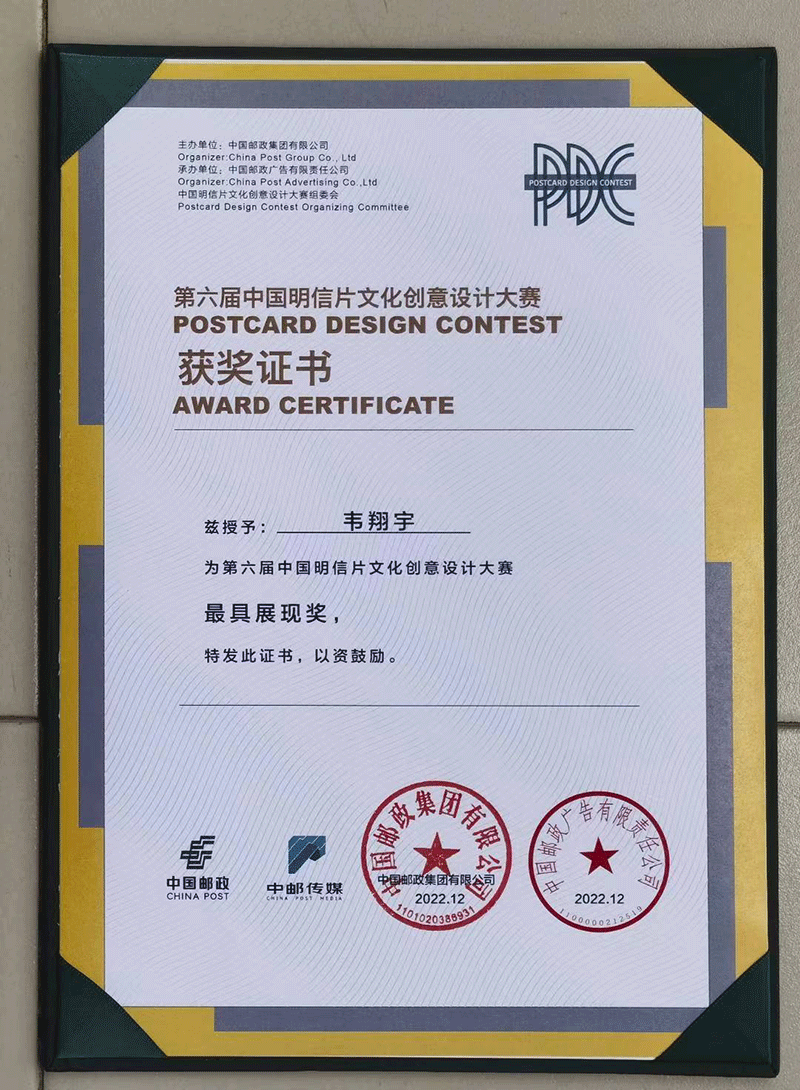 主办单位：中国邮政集团有限公司
Organizer:China Post Group Co., Ltd
承办单位：中国邮政广告有限责任公司
Organizer:China Post Advertising Co.,Ltd
中国明信片文化创意设计大赛组委会
Postcard Design Contest Organizing Committee
PDC
POSTCARD DESIGN CONTEST
第六届中国明信片文化创意设计大赛
POSTCARD DESIGN CONTEST
获奖证书
AWARD CERTIFICATE
兹授予：韦翔宇
为第六届中国明信片文化创意设计大赛
最具展现奖，
特发此证书，以资鼓励。
中国邮政
CHINA POST
中邮传媒
CHINA POST MEDIA
中国邮政集团有限公司
中国邮政集团有限公司
2022.12
1101020386931
中国邮政广告有限责任公司
2022.12
1100000212519